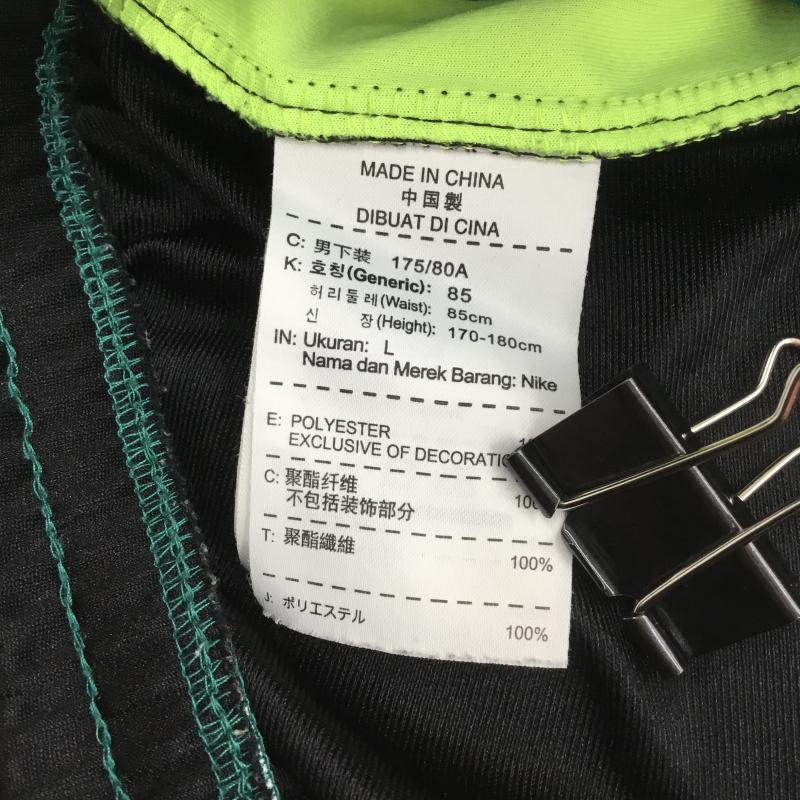 MADE IN CHINA
中国製
DIBUAT DI CINA
C: 男下装 175/80A
K: 호칭(Generic): 85
허리둘레(Waist): 85cm
신 장(Height): 170-180cm
IN: Ukuran: L
Nama dan Merek Barang: Nike
E: POLYESTER
EXCLUSIVE OF
C: 聚酯纤维
不包括装饰部分
T: 聚酯纖維
100%
J: ポリエステル
100%